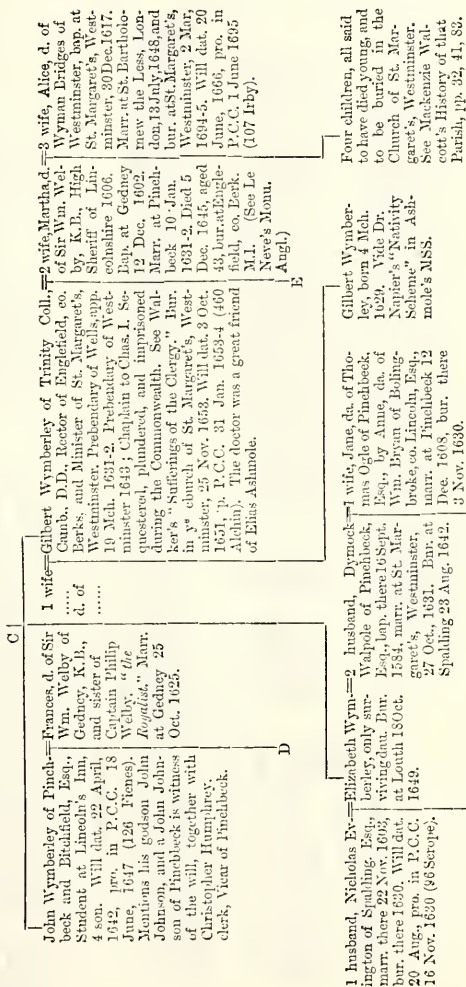 C
John Wymberley of Pinch-
beck and Bitchfield, Esq.,
Student at Lincoln's Inn,
4 son. Will dat. 22 April,
1642, pro. in P.C.C. 18
June, 1647 (126 Fienes).
Mentions his godson John
Johnson, and a John John-
son of Pinchbeck is witness
of the will, together with
Christopher Humphrey,
clerk, Vicar of Pinchbeck.
=Frances, d. of Sir
Wm. Welby of
Gedney, K.B.,
and sister of
Captain Philip
Welby, "the
Royalist." Marr.
at Gedney 25
Oct. 1625.
D
1 wife=
......
d. of
......
Gilbert Wymberley of Trinity Coll.,
Camb., D.D., Rector of Englefield, co.
Berks, and Minister of St. Margaret's,
Westminster. Prebendary of Wells, app.
19 Mch. 1631-2. Prebendary of West-
minster 1643; Chaplain to Chas. I. Se-
questered, plundered, and imprisoned
during the Commonwealth. See Wal-
ker's "Sufferings of the Clergy." Bur.
in yᵉ church of St. Margaret's, West-
minster, 25 Nov. 1653. Will dat. 3 Oct.
1651, p. P.C.C. 31 Jan. 1653-4 (460
Alchin). The doctor was a great friend
of Elias Ashmole.
=2 wife, Martha, d.
of Sir Wm. Wel-
by, K.B., High
Sheriff of Lin-
colnshire 1606.
Bap. at Gedney
12 Dec. 1602.
Marr. at Pinch-
beck 10 Jan.
1631-2. Died 5
Dec. 1645, aged
43, bur. at Engle-
field, co. Berk.
M.I. (See Le
Neve's Monu.
Angl.)
E
=3 wife, Alice, d. of
Wyman Bridges of
Westminster, bap. at
St. Margaret's, West-
minster, 30 Dec. 1617.
Marr. at St. Bartholo-
mew the Less, Lon-
don, 13 July, 1648, and
bur. at St. Margaret's,
Westminster, 2 Mar,
1694-5. Will dat. 20
June, 1666, pro. in
P.C.C. 1 June 1695
(107 Irby).
1 husband, Nicholas Ev-
ington of Spalding, Esq.,
marr. there 22 Nov. 1603,
bur. there 1630. Will dat.
20 Aug., pro. in P.C.C.
16 Nov. 1630 (96 Scrope).
=Elizabeth Wym-
berley, only sur-
viving dau. Bur.
at Louth 18 Oct.
1649.
=2 husband, Dymock
Walpole of Pinchbeck,
Esq., bap. there 16 Sept.
1584, marr. at St. Mar-
garet's, Westminster,
27 Oct., 1631. Bur. at
Spalding 23 Aug. 1642.
=1 wife, Jane, da. of Tho-
mas Ogle of Pinchbeck,
Esq., by Anne, da. of
Wm. Bryan of Boling-
broke, co. Lincoln, Esq.,
marr. at Pinchbeck 12
Dec. 1608, bur. there
3 Nov. 1630.
Gilbert Wymber-
ley, born 4 Mch.
1629. Vide Dr.
Napier's "Nativity
Scheme" in Ash-
mole's MSS.
Four children, all said
to have died young, and
to be buried in the
Church of St. Mar-
garet's, Westminster.
See Mackenzie Wal-
cott's History of that
Parish, pp. 32, 41, 83.